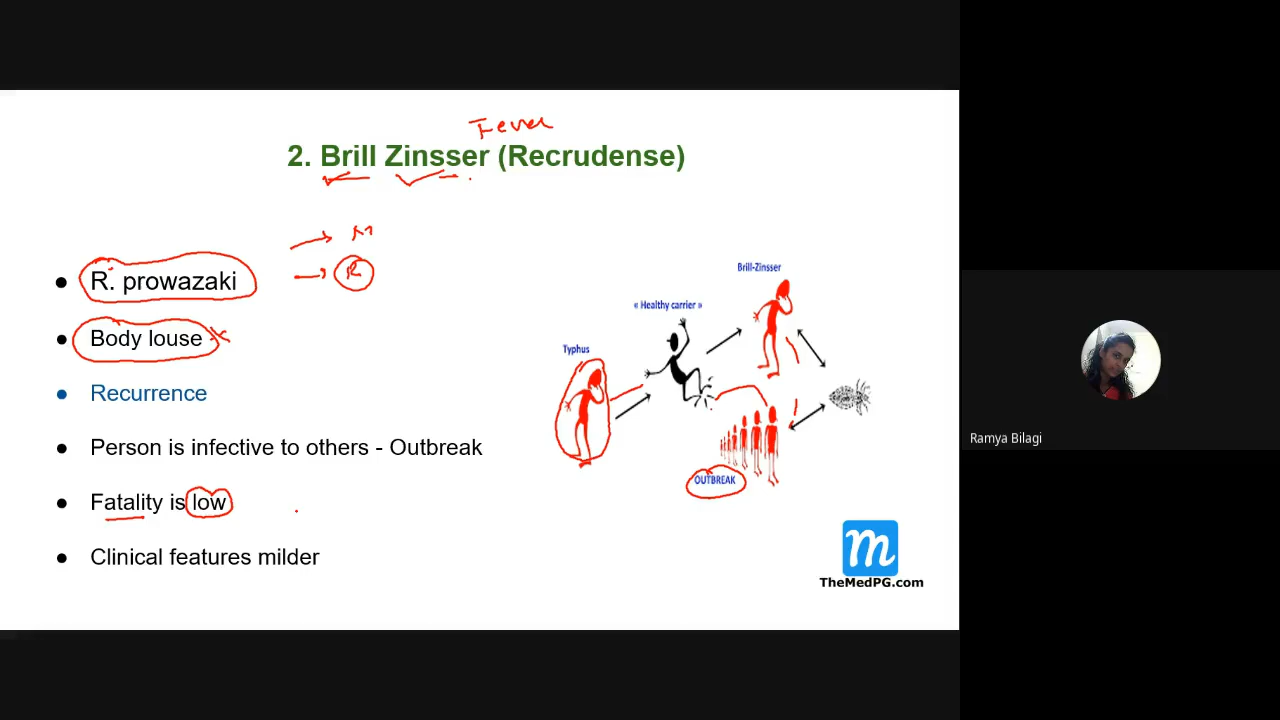 Fever
2. Brill Zinsser (Recrudense)
R. prowazaki
R
Body louse
Recurrence
Person is infective to others - Outbreak
Fatality is low
Clinical features milder
Brill-Zinsser
« Healthy carrier »
Typhus
OUTBREAK
m
TheMedPG.com
Ramya Bilagi